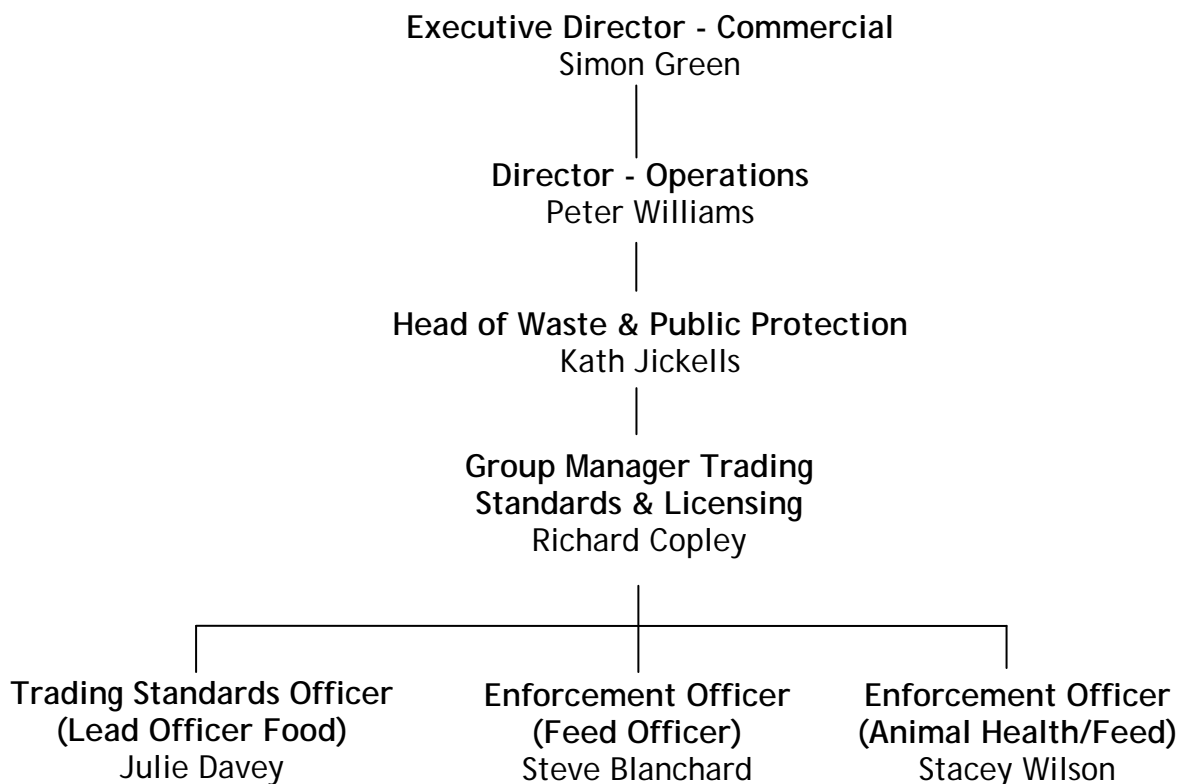 Executive Director - Commercial
Simon Green
Director - Operations
Peter Williams
Head of Waste & Public Protection
Kath Jickells
Group Manager Trading
Standards & Licensing
Richard Copley
Trading Standards Officer
(Lead Officer Food)
Julie Davey
Enforcement Officer
(Feed Officer)
Steve Blanchard
Enforcement Officer
(Animal Health/Feed)
Stacey Wilson